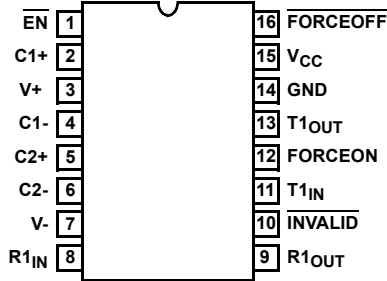 EN 1 16 FORCEOFF
C1+ 2 15 VCC
V+ 3 14 GND
C1- 4 13 T1OUT
C2+ 5 12 FORCEON
C2- 6 11 T1IN
V- 7 10 INVALID
R1IN 8 9 R1OUT